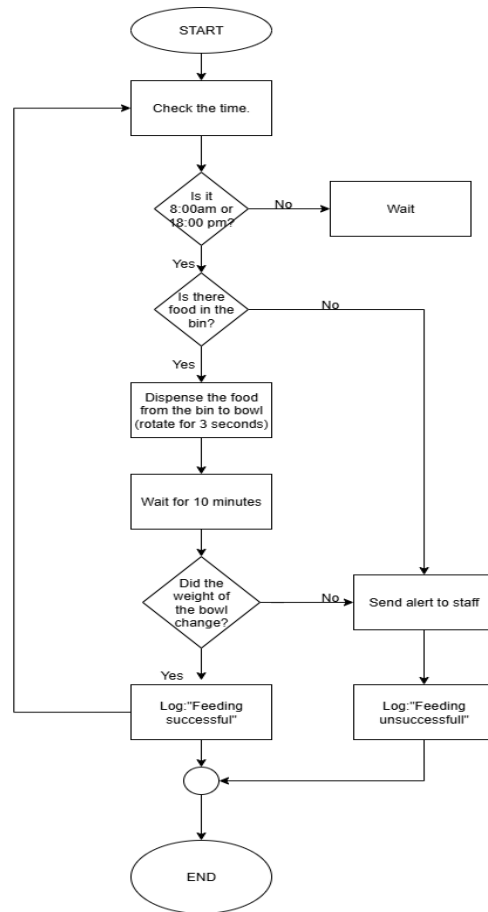 START
Check the time.
Is it
8:00am or
18:00 pm?
No
Wait
Yes
Is there
food in the
bin?
No
Yes
Dispense the food
from the bin to bowl
(rotate for 3 seconds)
Wait for 10 minutes
Did the
weight of
the bowl
change?
No
Send alert to staff
Yes
Log:"Feeding
successful"
Log:"Feeding
unsuccessfull"
END